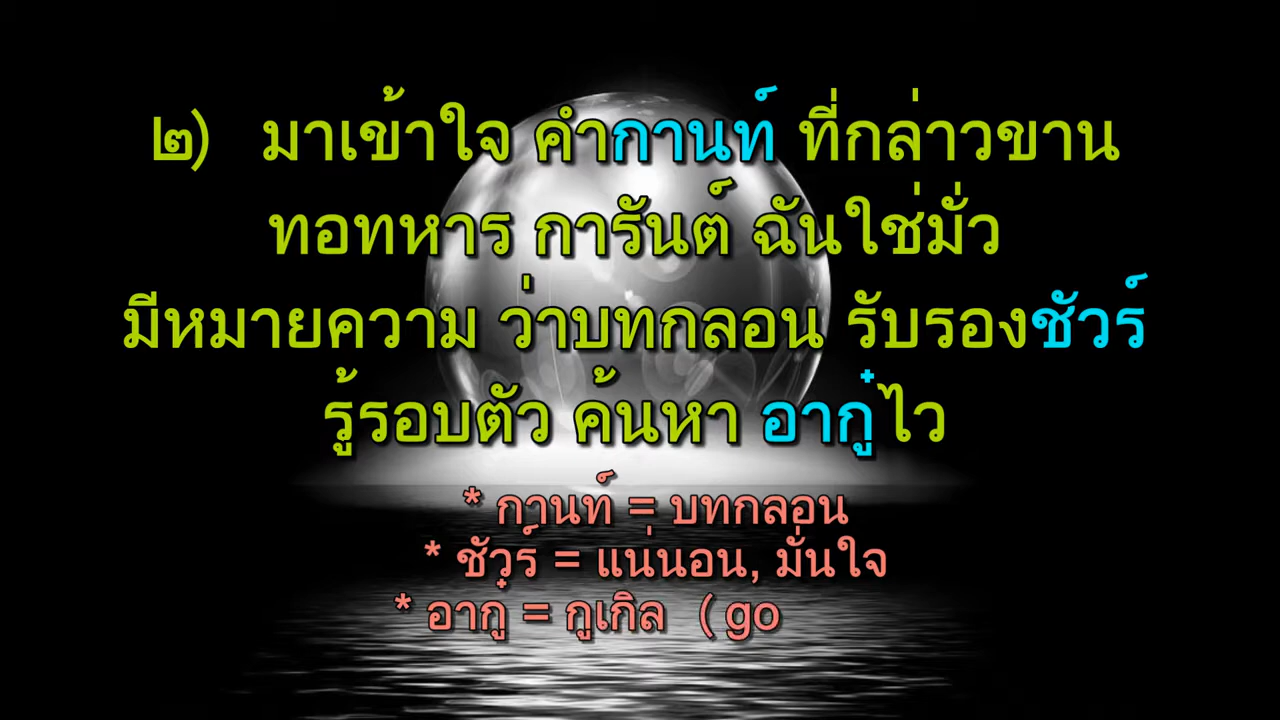 ๒) มาเข้าใจ คำกานท์ ที่กล่าวขาน
ทอทหาร การันต์ ฉันใช่มั่ว
มีหมายความ ว่าบทกลอน รับรองชัวร์
รู้รอบตัว ค้นหา อากู๋ไว
* กานท์ = บทกลอน
* ชัวร์ = แน่นอน, มั่นใจ
* อากู๋ = กูเกิล (go